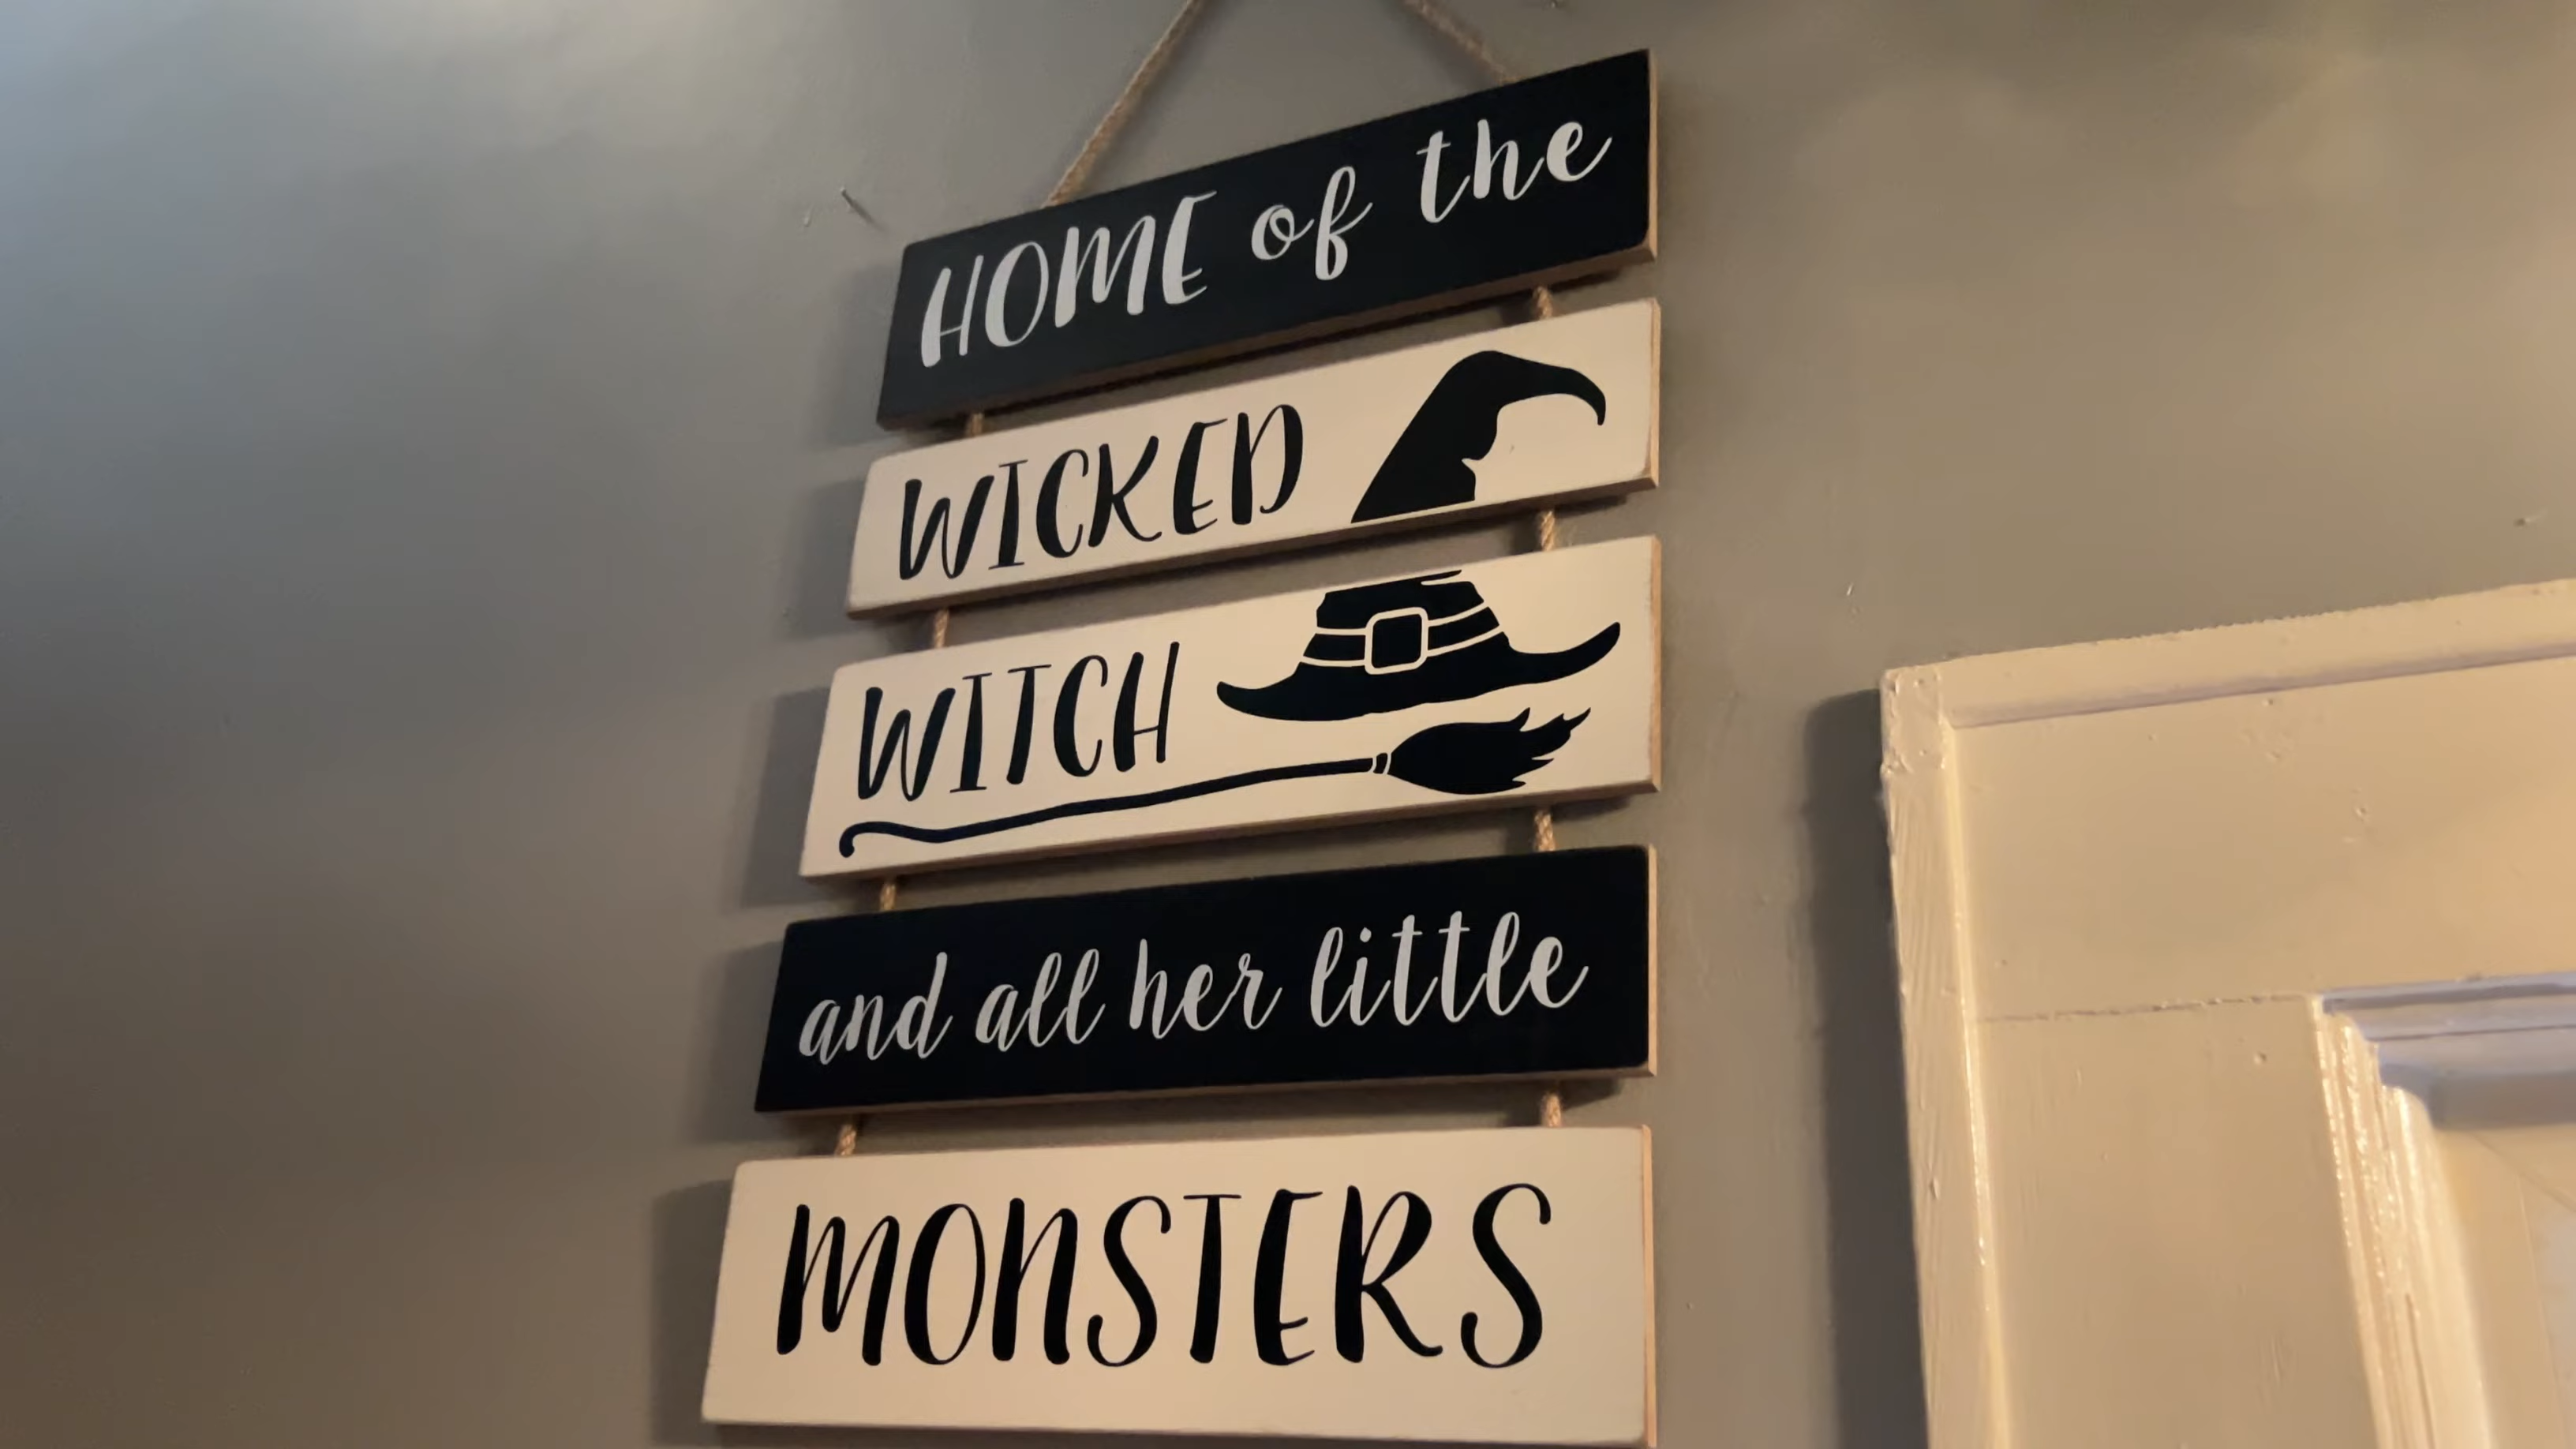 HOME of the
WICKED
WITCH
and all her little
MONSTERS